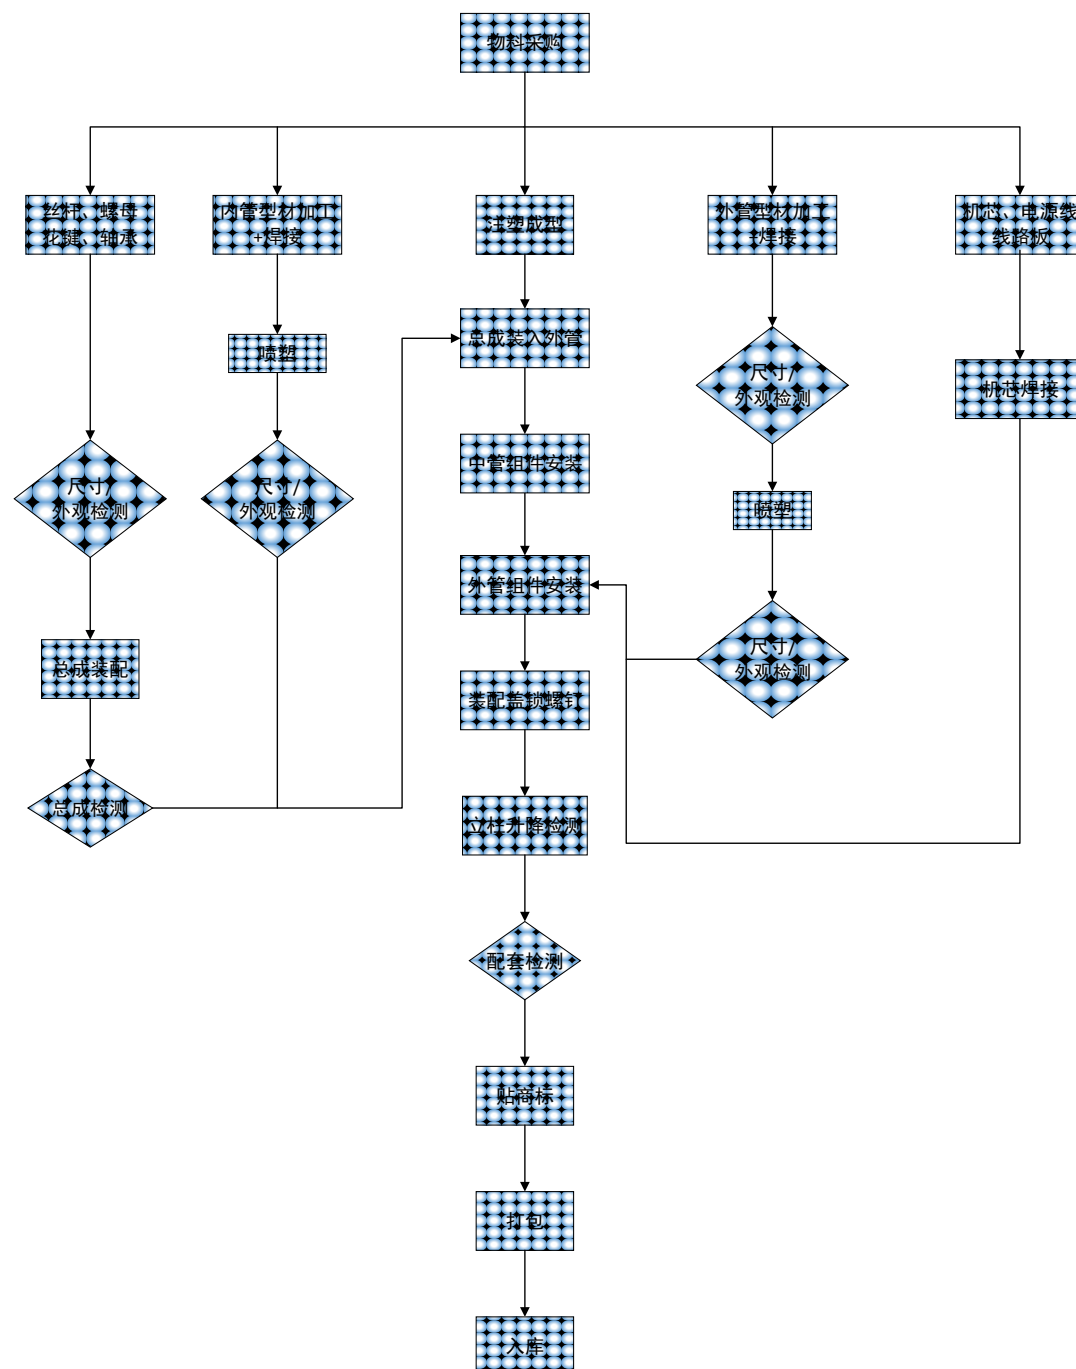 物料采购
丝杆、螺母
花键、轴承
内管型材加工
+焊接
注塑成型
外管型材加工
+焊接
机芯、电源线
线路板
总成装入外管
喷塑
尺寸/
外观检测
机芯焊接
尺寸/
外观检测
尺寸/
外观检测
中管组件安装
喷塑
外管组件安装
总成装配
尺寸/
外观检测
装配盖锁螺钉
总成检测
立柱升降检测
配套检测
贴商标
打包
入库